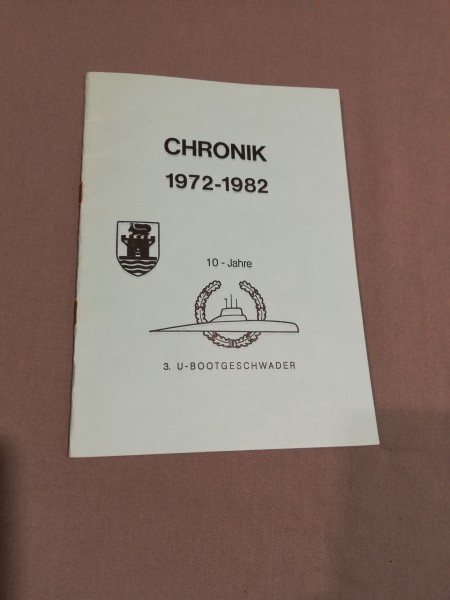 CHRONIK
1972-1982
10 - Jahre
3. U-BOOTGESCHWADER